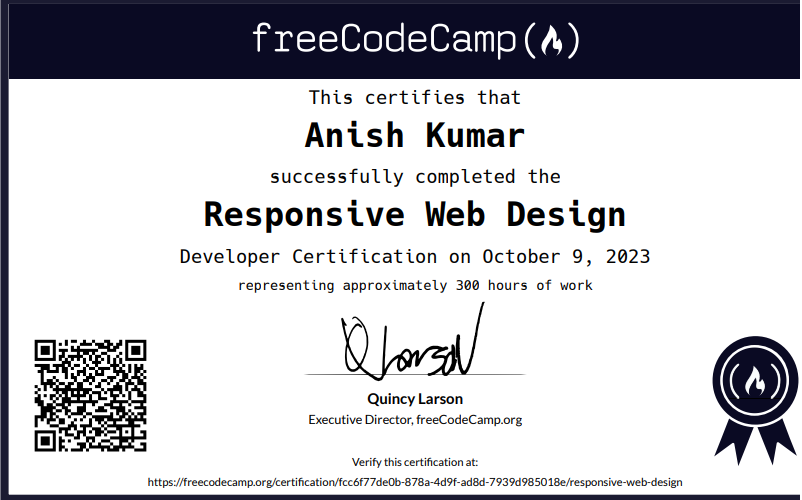 freeCodeCamp
This certifies that
Anish Kumar
successfully completed the
Responsive Web Design
Developer Certification on October 9, 2023
representing approximately 300 hours of work
QLarson
Quincy Larson
Executive Director, freeCodeCamp.org
Verify this certification at:
https://freecodecamp.org/certification/fcc6f77de0b-878a-4d9f-ad8d-7939d985018e/responsive-web-design